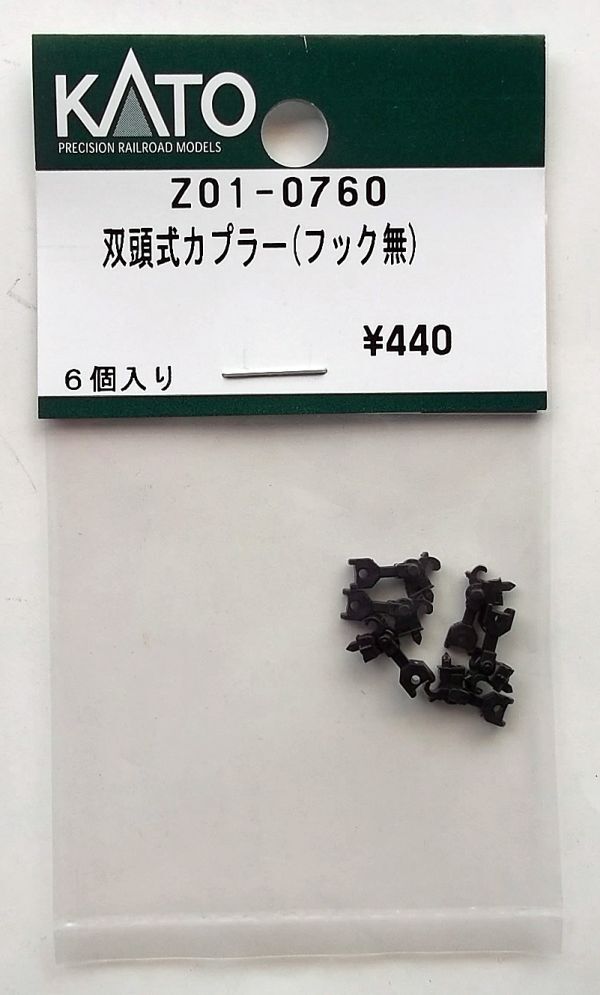 KATO
PRECISION RAILROAD MODELS
Z01-0760
双頭式カプラー(フック無)
¥440
6個入り